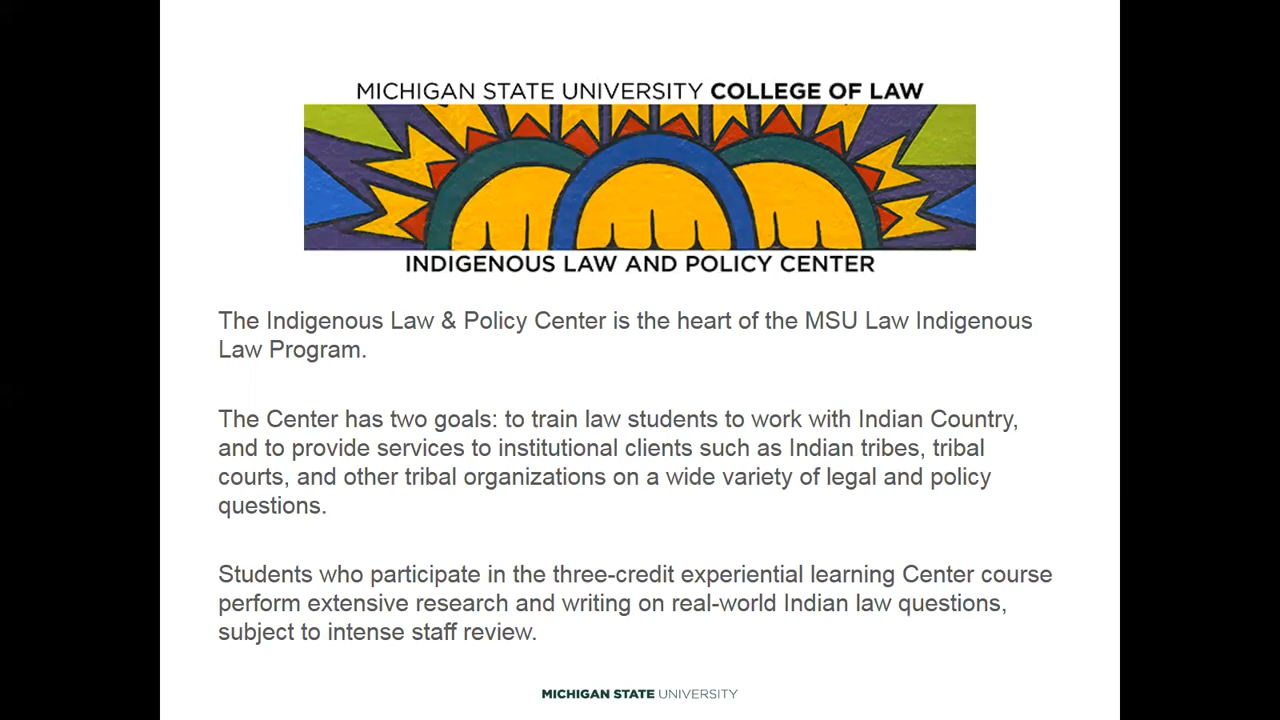 MICHIGAN STATE UNIVERSITY COLLEGE OF LAW
INDIGENOUS LAW AND POLICY CENTER
The Indigenous Law & Policy Center is the heart of the MSU Law Indigenous
Law Program.
The Center has two goals: to train law students to work with Indian Country,
and to provide services to institutional clients such as Indian tribes, tribal
courts, and other tribal organizations on a wide variety of legal and policy
questions.
Students who participate in the three-credit experiential learning Center course
perform extensive research and writing on real-world Indian law questions,
subject to intense staff review.
MICHIGAN STATE UNIVERSITY